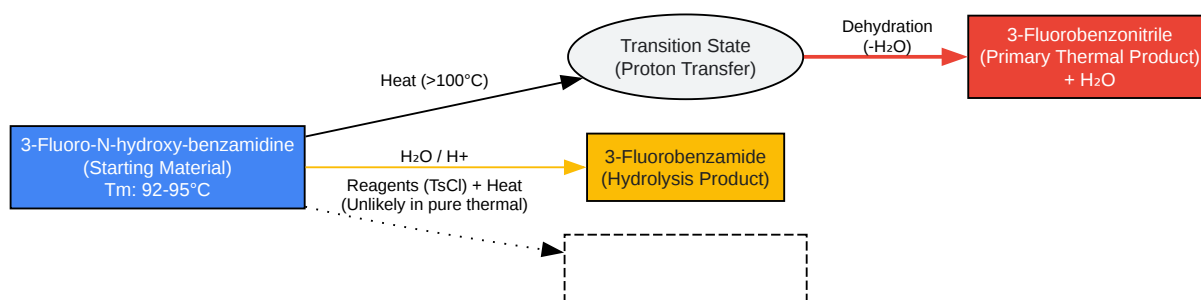 3-Fluoro-N-hydroxy-benzamidine
(Starting Material)
Tm: 92-95°C
Heat (>100°C)
Transition State
(Proton Transfer)
Dehydration
(-H₂O)
3-Fluorobenzonitrile
(Primary Thermal Product)
+ H₂O
H₂O / H+
3-Fluorobenzamide
(Hydrolysis Product)
Reagents (TsCl) + Heat
(Unlikely in pure thermal)